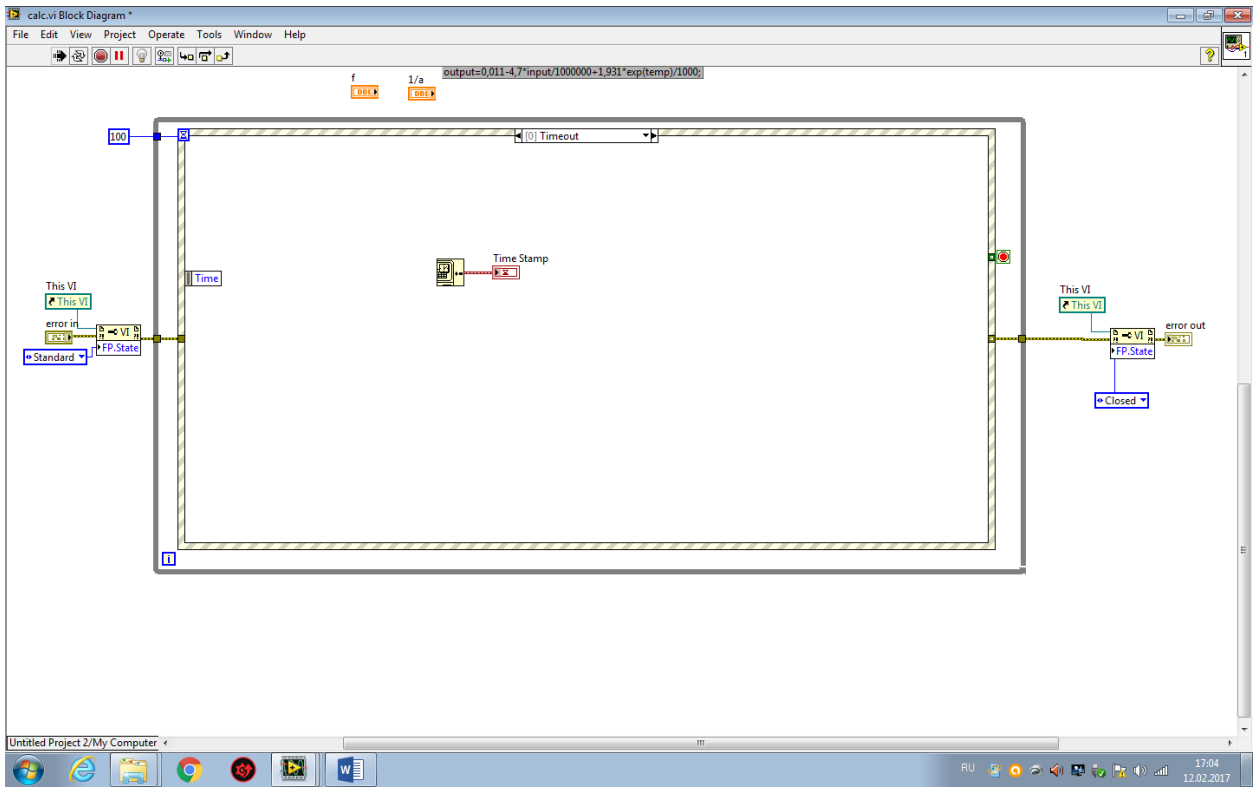 calc.vi Block Diagram *
File Edit View Project Operate Tools Window Help
f
1/a
output=0,011-4,7*input/1000000+1,931*exp(temp)/1000;
DBL
DBL
100
[0] Timeout
Time Stamp
Time
This VI
This VI
error in
VI
FP.State
Standard
This VI
This VI
error out
VI
FP.State
Closed
i
Untitled Project 2/My Computer
RU
17:04
12.02.2017